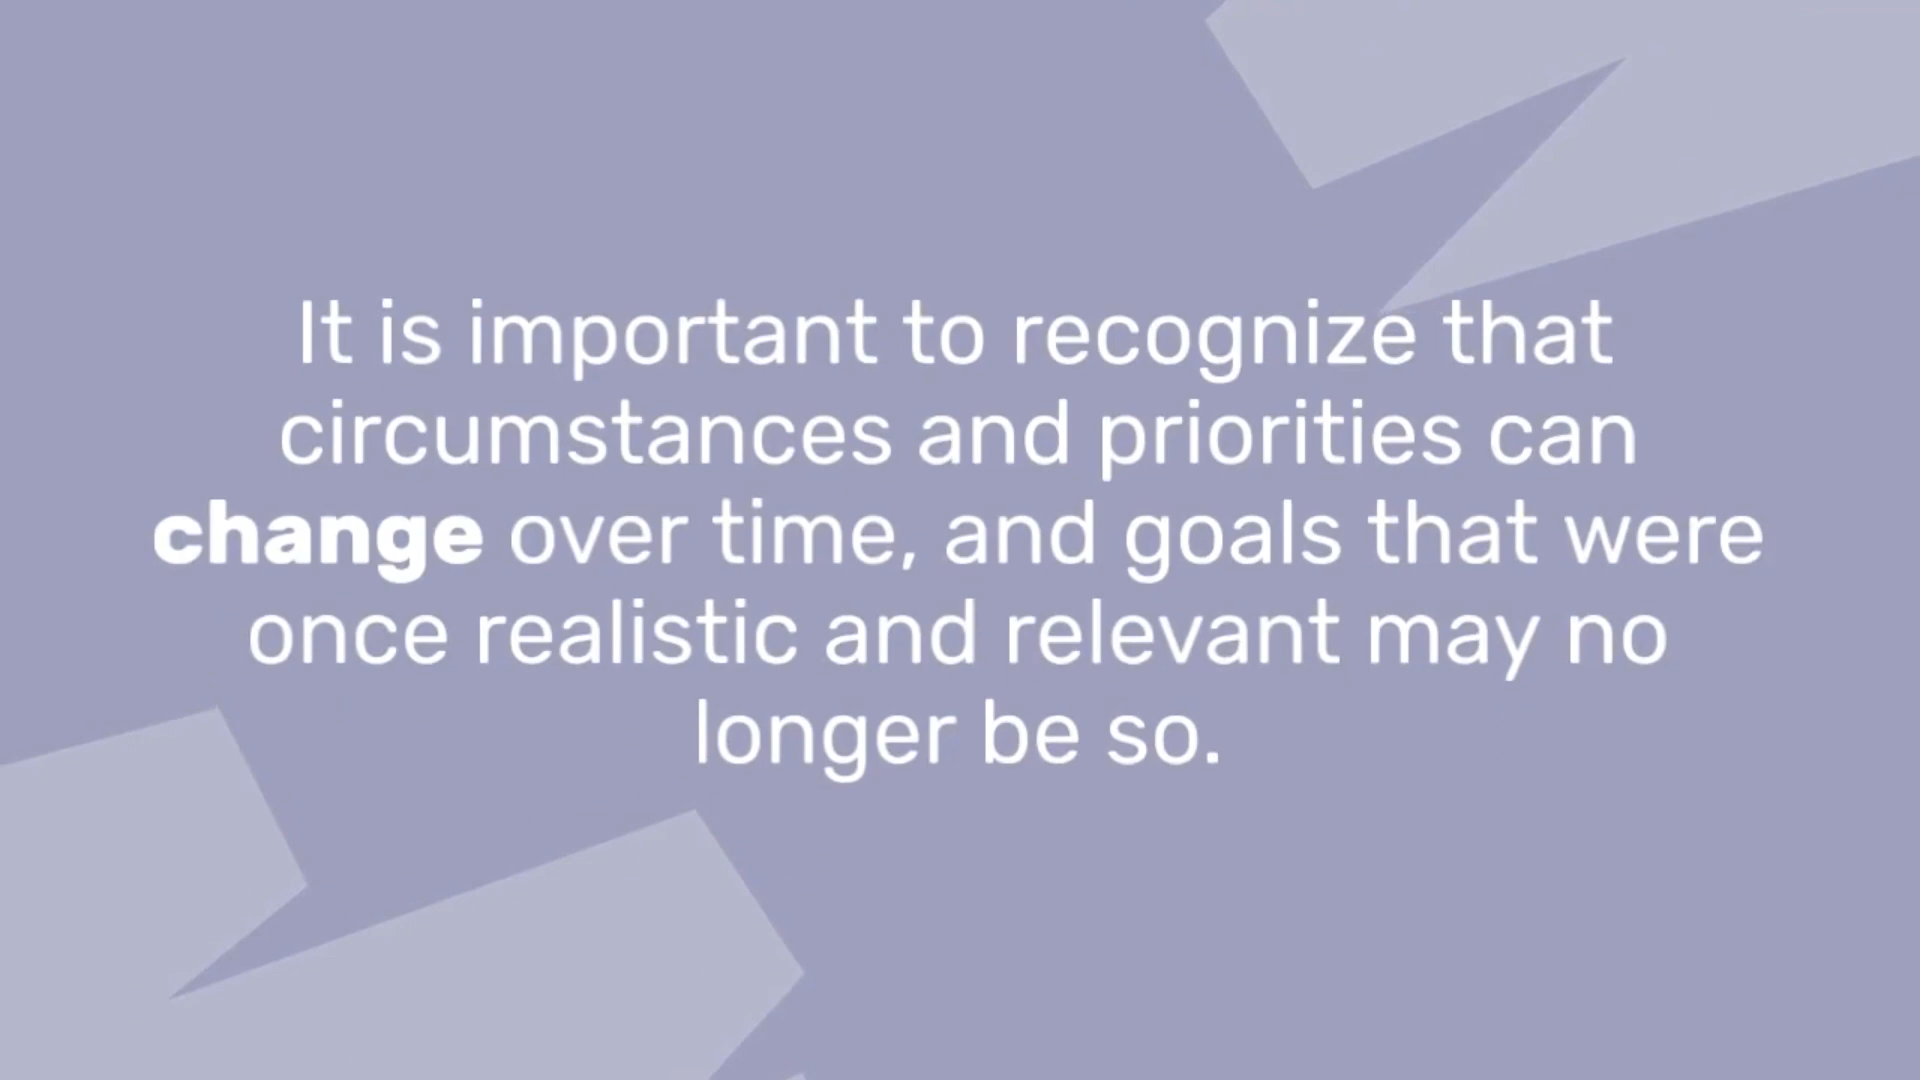 It is important to recognize that
circumstances and priorities can
change over time, and goals that were
once realistic and relevant may no
longer be so.